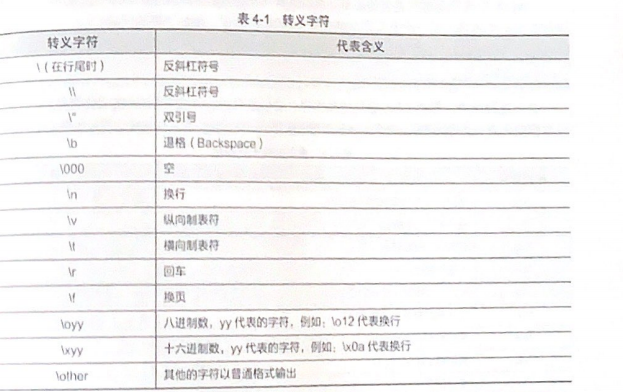 表 4-1 转义字符
转义字符 代表含义
\ ( 在行尾时 ) 反斜杠符号
\\ 反斜杠符号
\" 双引号
\b 退格 ( Backspace )
\000 空
\n 换行
\v 纵向制表符
\t 横向制表符
\r 回车
\f 换页
\oyy 八进制数，yy 代表的字符，例如：\o12 代表换行
\xyy 十六进制数，yy 代表的字符，例如：\x0a 代表换行
\other 其他的字符以普通格式输出